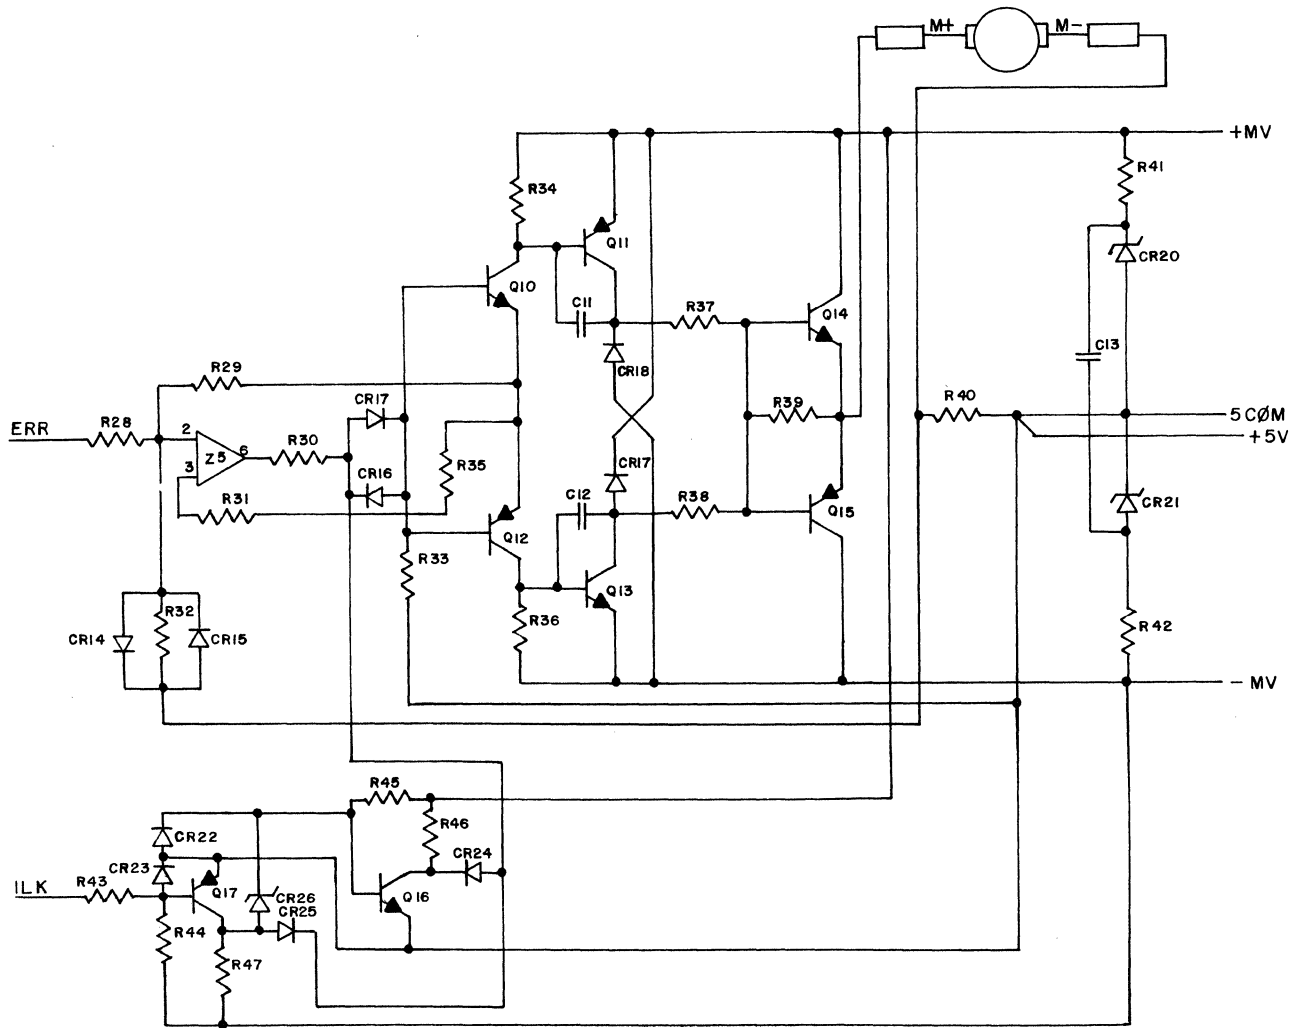 M+
M-
+MV
R41
R34
Q11
CR20
Q10
C11
R37
Q14
CR18
C13
R29
CR17
R39
R40
5CØM
+5V
ERR
R28
2
Z5
6
3
R30
CR16
R35
R31
CR17
C12
R38
Q15
CR21
Q12
R33
Q13
R32
CR14
CR15
R36
R42
-MV
R45
R46
CR22
CR23
CR24
ILK
R43
Q17
CR26
CR25
Q16
R44
R47